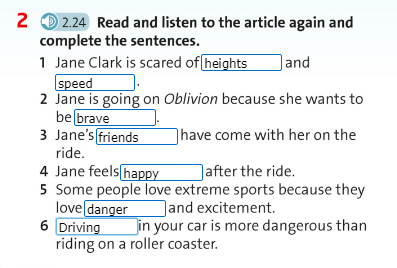 2 2.24 Read and listen to the article again and
complete the sentences.
1 Jane Clark is scared of heights and
speed .
2 Jane is going on Oblivion because she wants to
be brave .
3 Jane's friends have come with her on the
ride.
4 Jane feels happy after the ride.
5 Some people love extreme sports because they
love danger and excitement.
6 Driving in your car is more dangerous than
riding on a roller coaster.